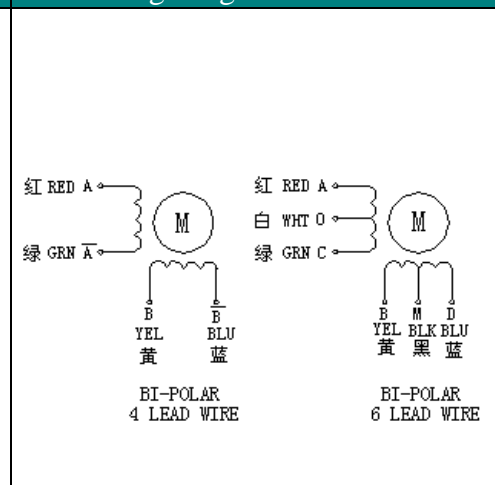 红 RED A
绿 GRN A̅
M
B
YEL
黄
B̅
BLU
蓝
BI-POLAR
4 LEAD WIRE
红 RED A
白 WHT O
绿 GRN C
M
B M D
YEL BLK BLU
黄 黑 蓝
BI-POLAR
6 LEAD WIRE